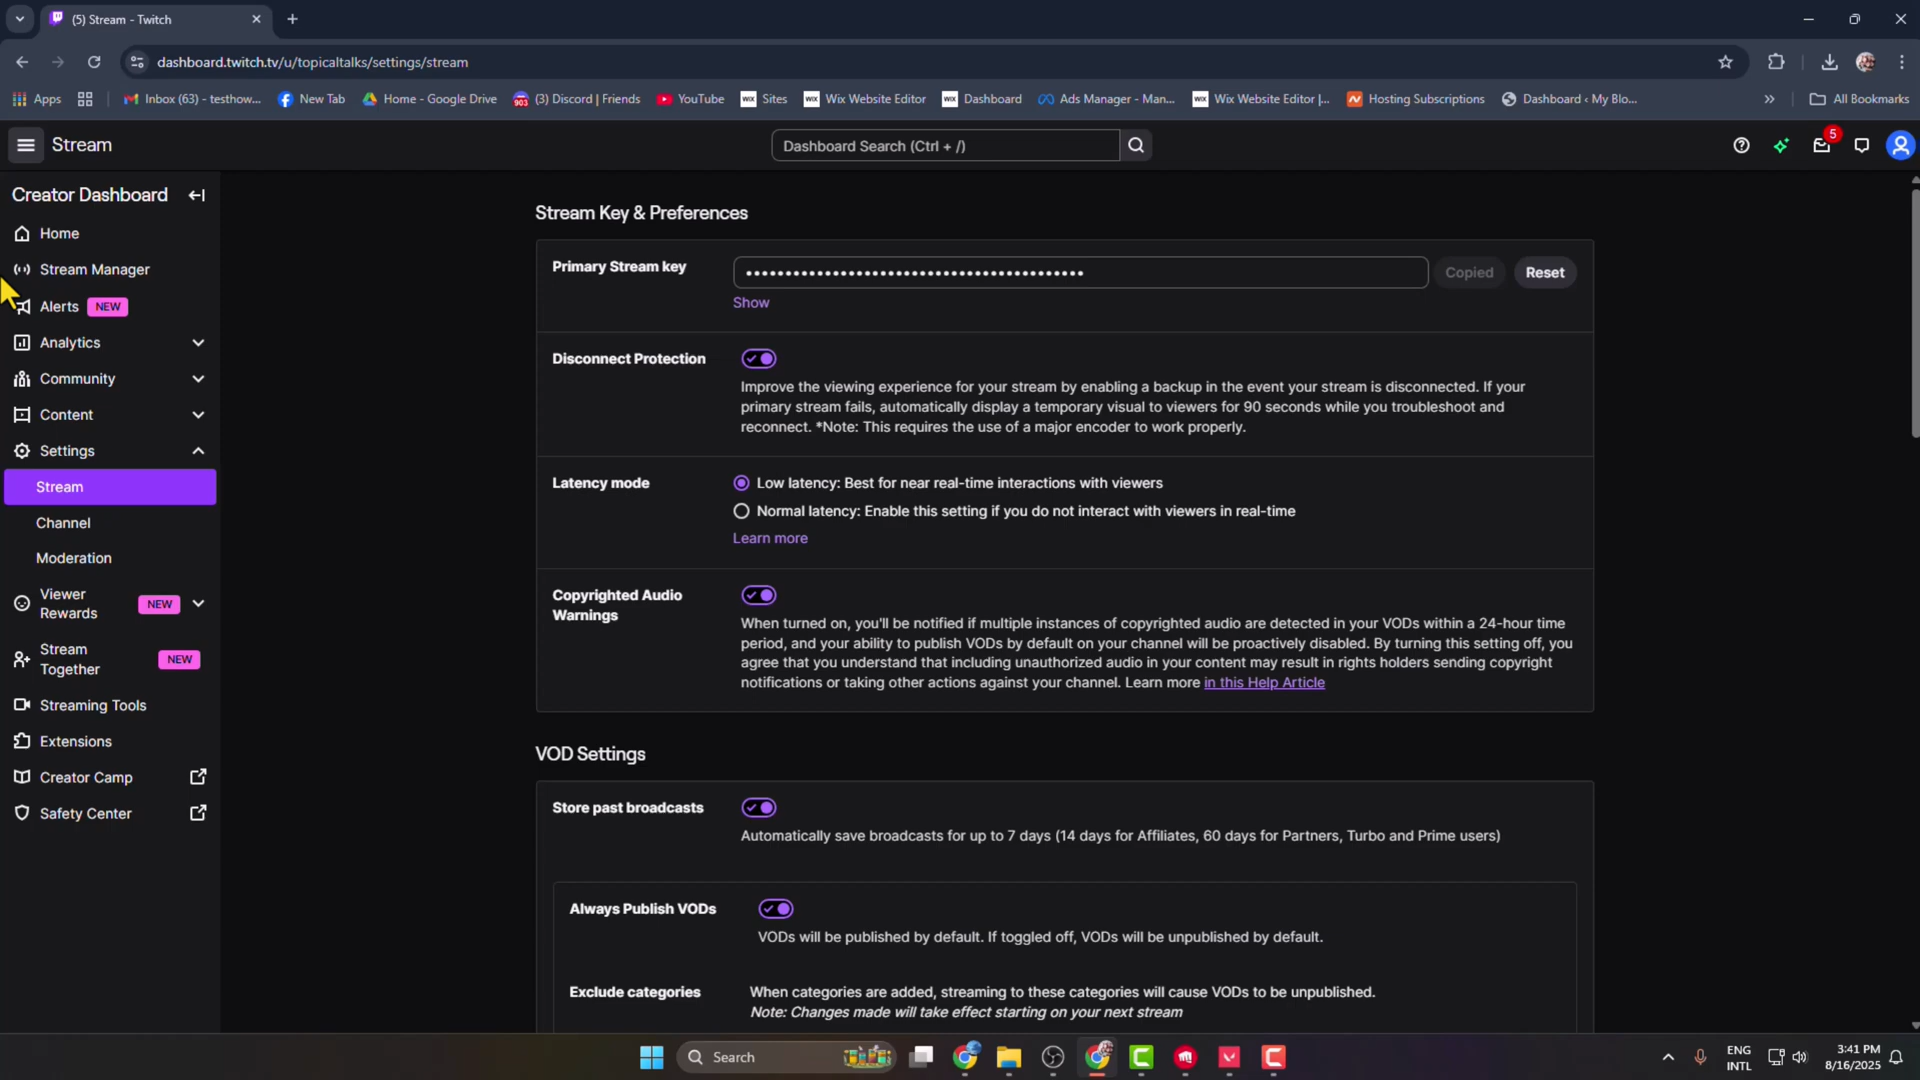 (5) Stream - Twitch
dashboard.twitch.tv/u/topicaltalks/settings/stream
Apps
Inbox (63) - testhow...
New Tab
Home - Google Drive
903
(3) Discord | Friends
YouTube
WIX Sites
WIX Wix Website Editor
WIX Dashboard
Ads Manager - Man...
WIX Wix Website Editor |...
Hosting Subscriptions
Dashboard ‹ My Blo...
All Bookmarks
Stream
Dashboard Search (Ctrl + /)
5
Creator Dashboard
Home
Stream Manager
Alerts NEW
Analytics
Community
Content
Settings
Stream
Channel
Moderation
Viewer
Rewards
NEW
Stream
Together
NEW
Streaming Tools
Extensions
Creator Camp
Safety Center
Stream Key & Preferences
Primary Stream key
Copied
Reset
Show
Disconnect Protection
Improve the viewing experience for your stream by enabling a backup in the event your stream is disconnected. If your
primary stream fails, automatically display a temporary visual to viewers for 90 seconds while you troubleshoot and
reconnect. *Note: This requires the use of a major encoder to work properly.
Latency mode
Low latency: Best for near real-time interactions with viewers
Normal latency: Enable this setting if you do not interact with viewers in real-time
Learn more
Copyrighted Audio
Warnings
When turned on, you'll be notified if multiple instances of copyrighted audio are detected in your VODs within a 24-hour time
period, and your ability to publish VODs by default on your channel will be proactively disabled. By turning this setting off, you
agree that you understand that including unauthorized audio in your content may result in rights holders sending copyright
notifications or taking other actions against your channel. Learn more in this Help Article
VOD Settings
Store past broadcasts
Automatically save broadcasts for up to 7 days (14 days for Affiliates, 60 days for Partners, Turbo and Prime users)
Always Publish VODs
VODs will be published by default. If toggled off, VODs will be unpublished by default.
Exclude categories
When categories are added, streaming to these categories will cause VODs to be unpublished.
Note: Changes made will take effect starting on your next stream
Search
ENG
INTL
3:41 PM
8/16/2025